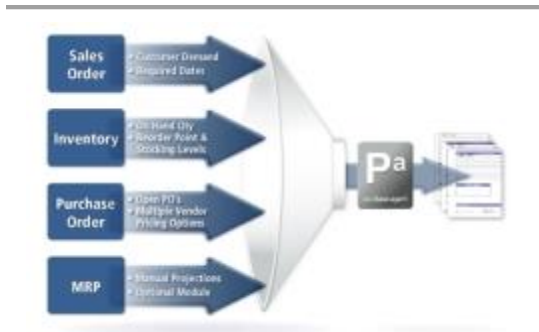 Sales
Order
• Customer Demand
• Required Dates
Inventory
• On Hand Qty
• Reorder Point &
Stocking Levels
Purchase
Order
• Open PO's
• Multiple Vendor
Pricing Options
MRP
• Manual Projections
• Optional Module
Pa